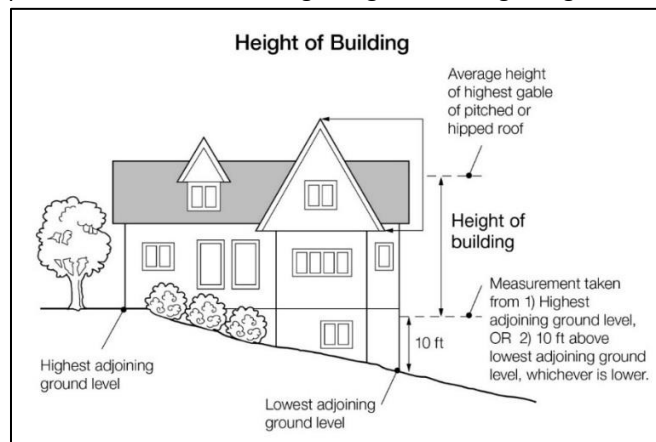 Height of Building
Average height
of highest gable
of pitched or
hipped roof
Height of
building
Measurement taken
from 1) Highest
adjoining ground level,
OR 2) 10 ft above
lowest adjoining ground
level, whichever is lower.
10 ft
Highest adjoining
ground level
Lowest adjoining
ground level